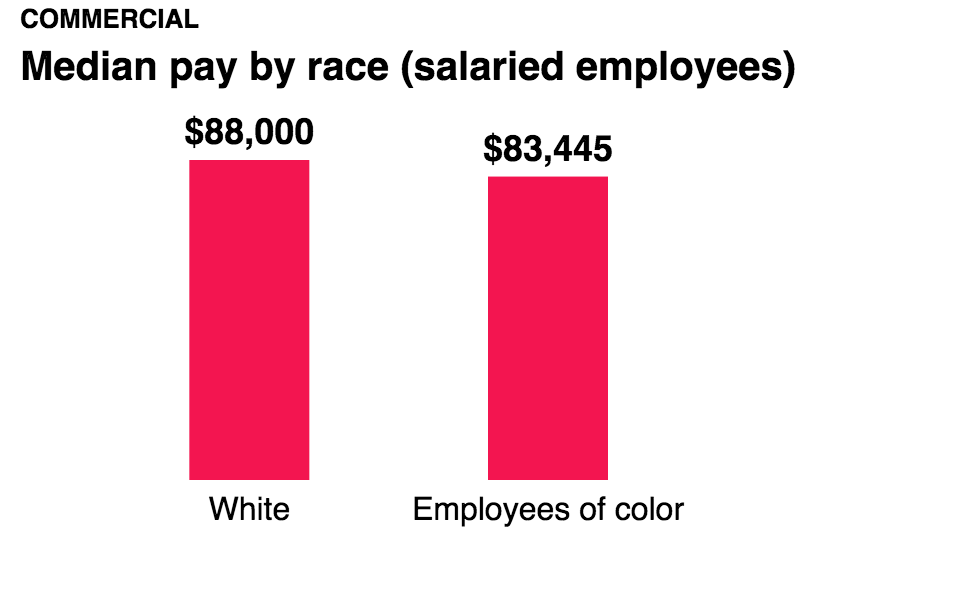 COMMERCIAL
Median pay by race (salaried employees)
$88,000
$83,445
White
Employees of color